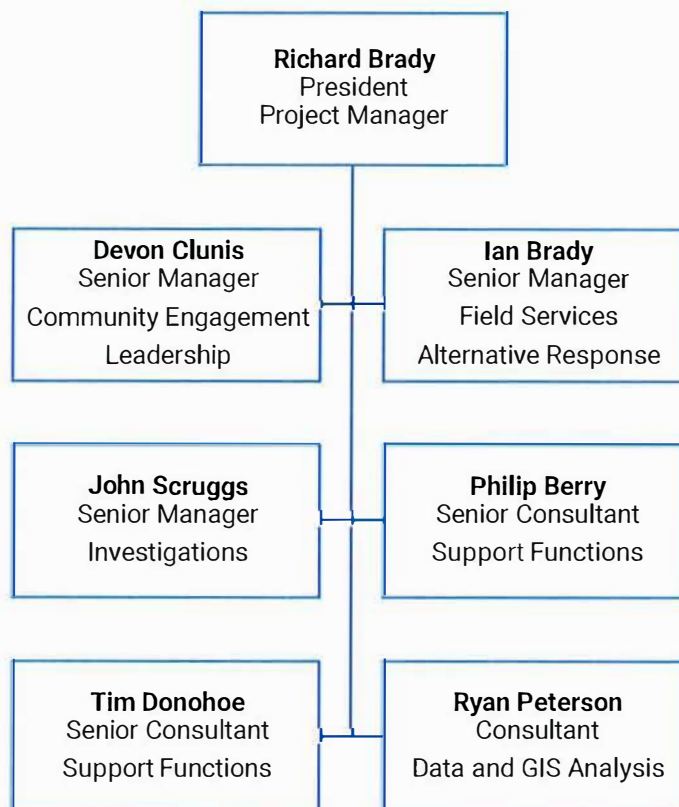 Richard Brady
President
Project Manager
Devon Clunis
Senior Manager
Community Engagement
Leadership
Ian Brady
Senior Manager
Field Services
Alternative Response
John Scruggs
Senior Manager
Investigations
Philip Berry
Senior Consultant
Support Functions
Tim Donohoe
Senior Consultant
Support Functions
Ryan Peterson
Consultant
Data and GIS Analysis